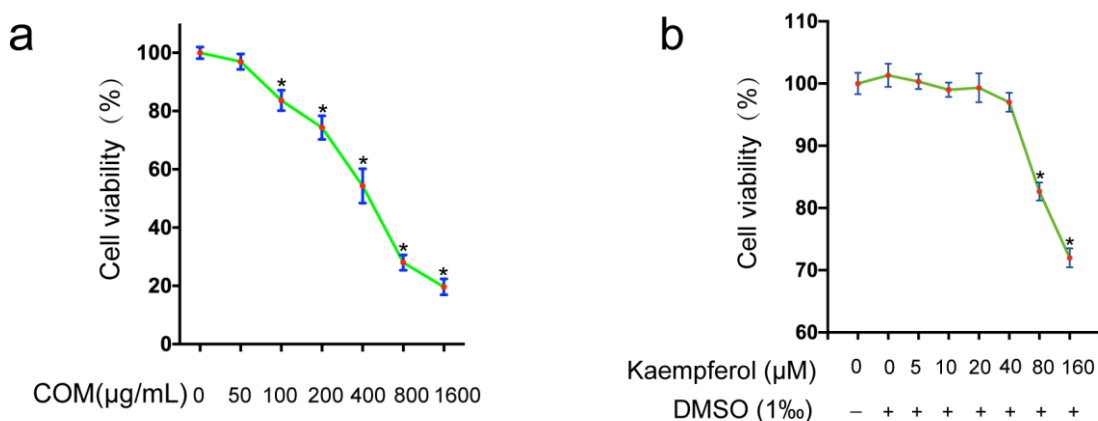 a
Cell viability (%)
100
80
60
40
20
0
* * * * *
COM(µg/mL) 0 50 100 200 400 800 1600
b
Cell viability (%)
110
100
90
80
70
60
* *
Kaempferol (µM) 0 0 5 10 20 40 80 160
DMSO (1‰) – + + + + + + +